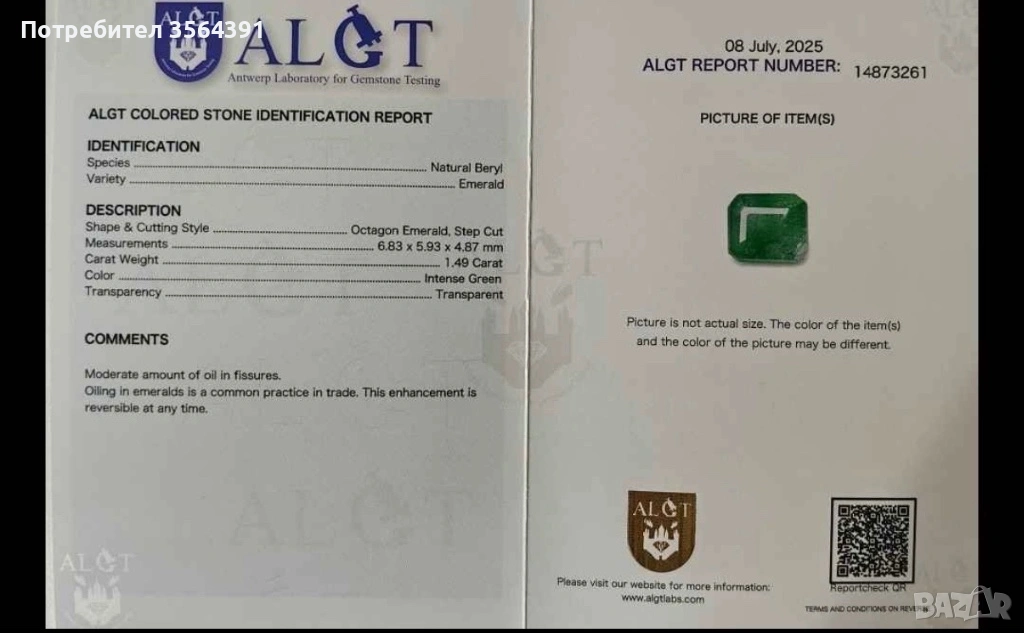 Потребител 3564391
ALGT
ALGT
Antwerp Laboratory for Gemstone Testing
ALGT COLORED STONE IDENTIFICATION REPORT
IDENTIFICATION
Species ........ Natural Beryl
Variety ........ Emerald
DESCRIPTION
Shape & Cutting Style ........ Octagon Emerald, Step Cut
Measurements ........ 6.83 x 5.93 x 4.87 mm
Carat Weight ........ 1.49 Carat
Color ........ Intense Green
Transparency ........ Transparent
COMMENTS
Moderate amount of oil in fissures.
Oiling in emeralds is a common practice in trade. This enhancement is
reversible at any time.
ALGT
08 July, 2025
ALGT REPORT NUMBER: 14873261
PICTURE OF ITEM(S)
ALGT
Picture is not actual size. The color of the item(s)
and the color of the picture may be different.
ALGT
Please visit our website for more information:
www.algtlabs.com
Reportcheck QR
TERMS AND CONDITIONS ON REVERSE
BAZAR